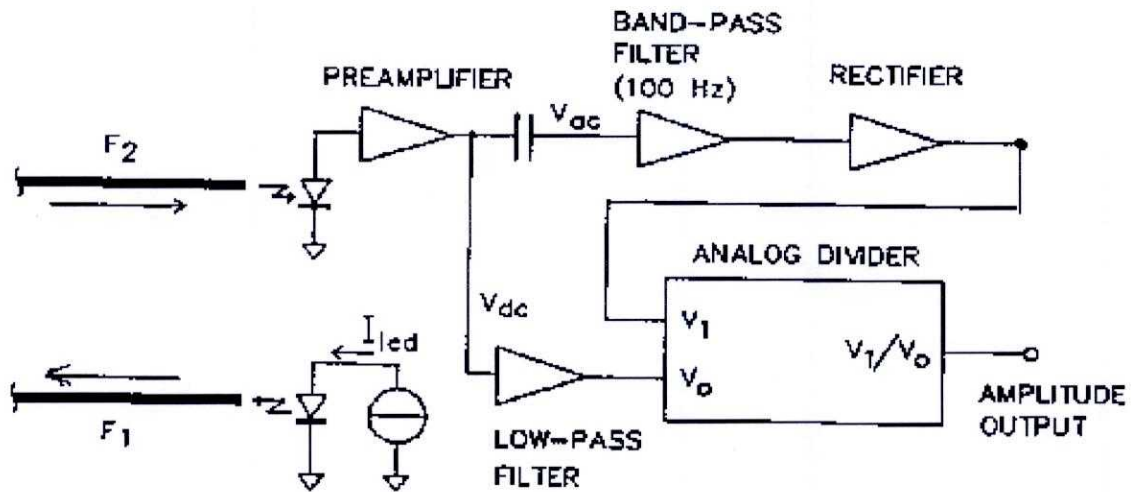 BAND-PASS
FILTER
(100 Hz)
PREAMPLIFIER
RECTIFIER
Vac
F2
ANALOG DIVIDER
Vdc
Iled
V1
V1/Vo
Vo
F1
AMPLITUDE
OUTPUT
LOW-PASS
FILTER